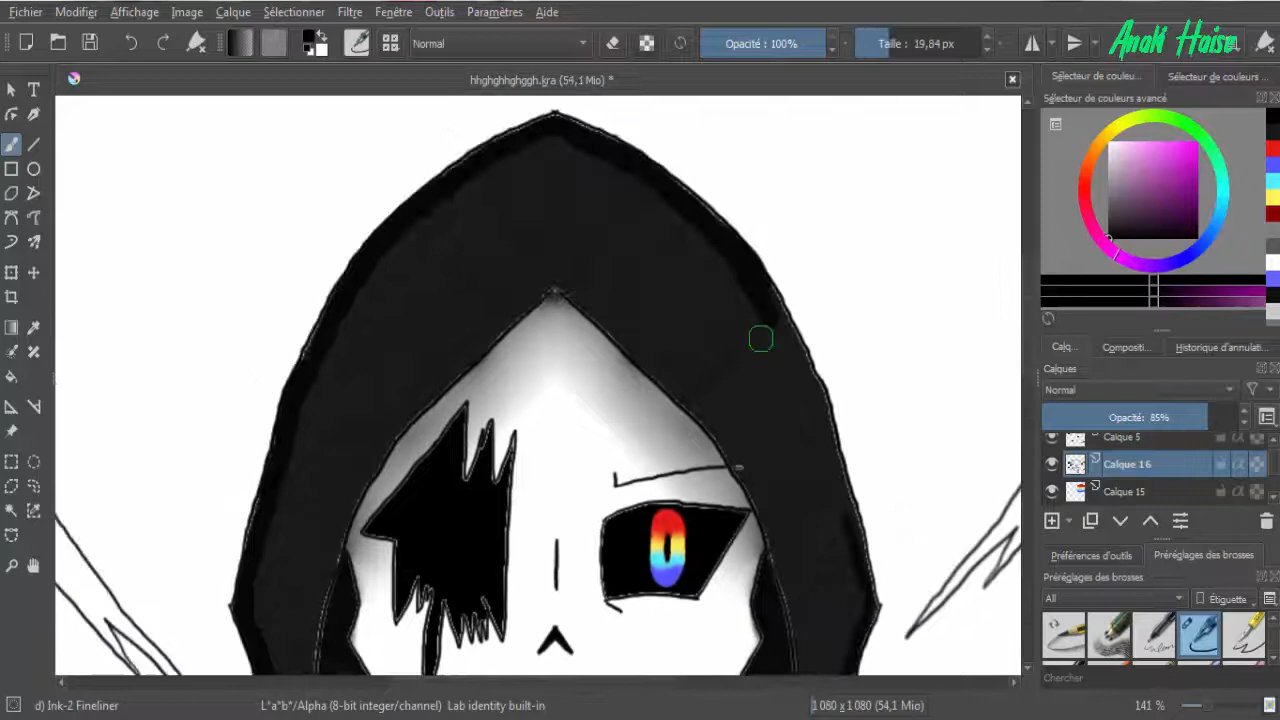 Fichier Modifier Affichage Image Calque Sélectionner Filtre Fenêtre Outils Paramètres Aide
Normal Opacité : 100% Taille : 19,84 px
Anaki Haise
hhghghhghggh.kra (54,1 Mio) *
Sélecteur de couleu... Sélecteur de couleurs ...
Sélecteur de couleurs avancé
Calq... Compositi... Historique d'annulati...
Calques
Normal
Opacité: 85%
Calque 5
Calque 16
Calque 15
Préférences d'outils Préréglages des brosses
Préréglages des brosses
All Étiquette
Chercher
d) Ink-2 Fineliner L*a*b*/Alpha (8-bit integer/channel) Lab identity built-in 1 080 x 1 080 (54,1 Mio) 141 %